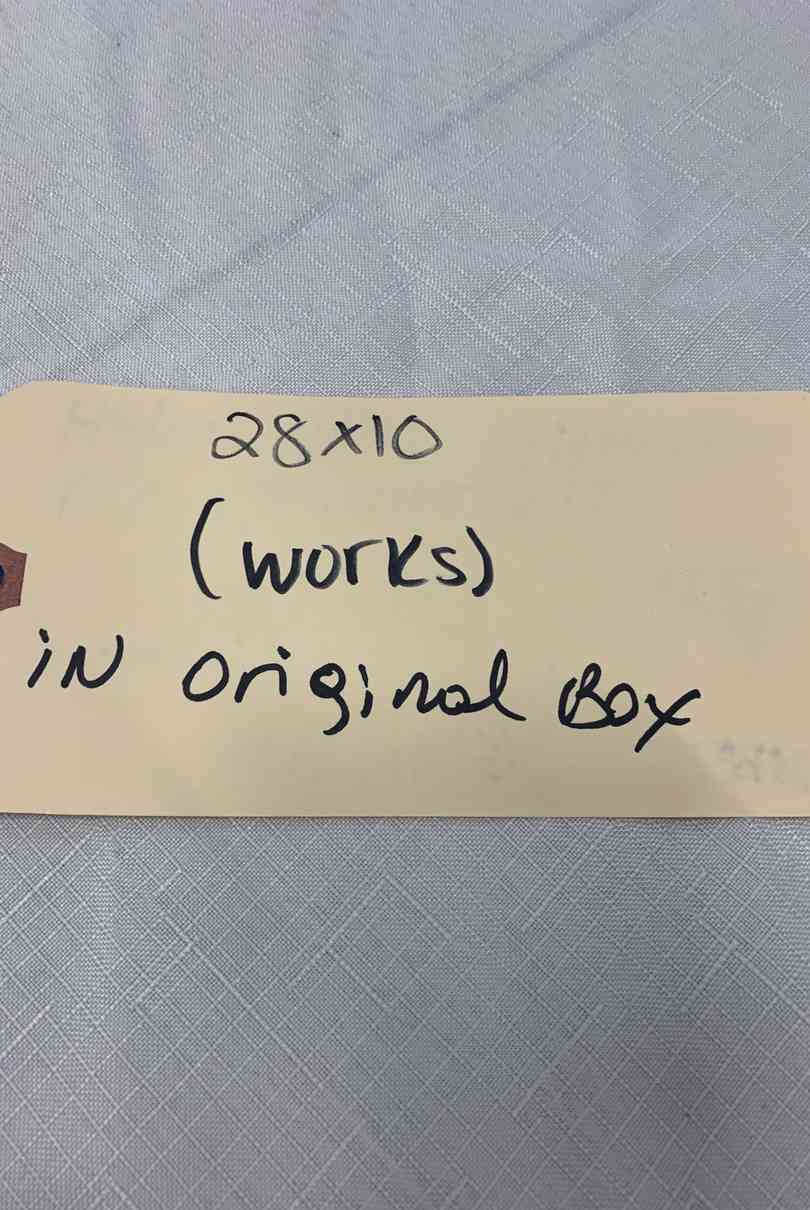 28x10
(works)
iN original Box